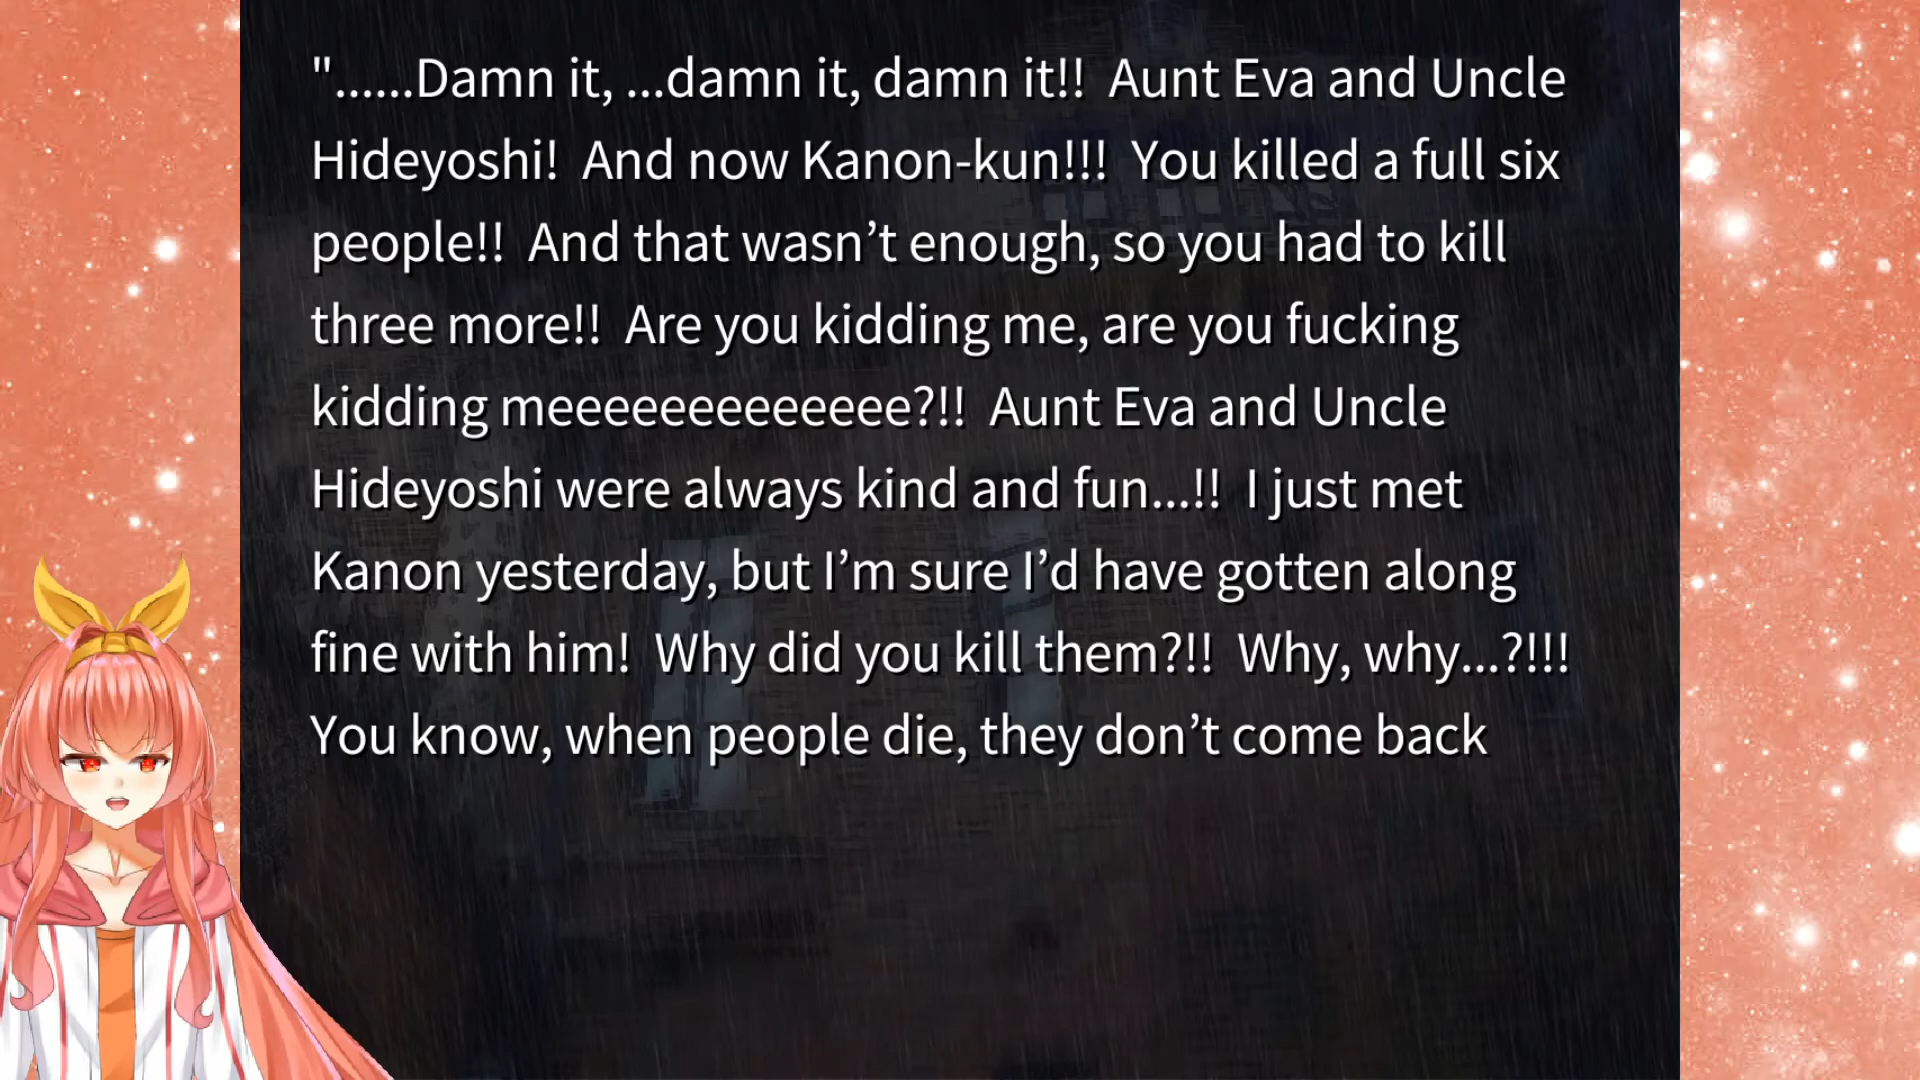 "......Damn it, ...damn it, damn it!!  Aunt Eva and Uncle
Hideyoshi!  And now Kanon-kun!!!  You killed a full six
people!!  And that wasn’t enough, so you had to kill
three more!!  Are you kidding me, are you fucking
kidding meeeeeeeeeeeeee?!!  Aunt Eva and Uncle
Hideyoshi were always kind and fun...!!  I just met
Kanon yesterday, but I’m sure I’d have gotten along
fine with him!  Why did you kill them?!!  Why, why...?!!!
You know, when people die, they don’t come back